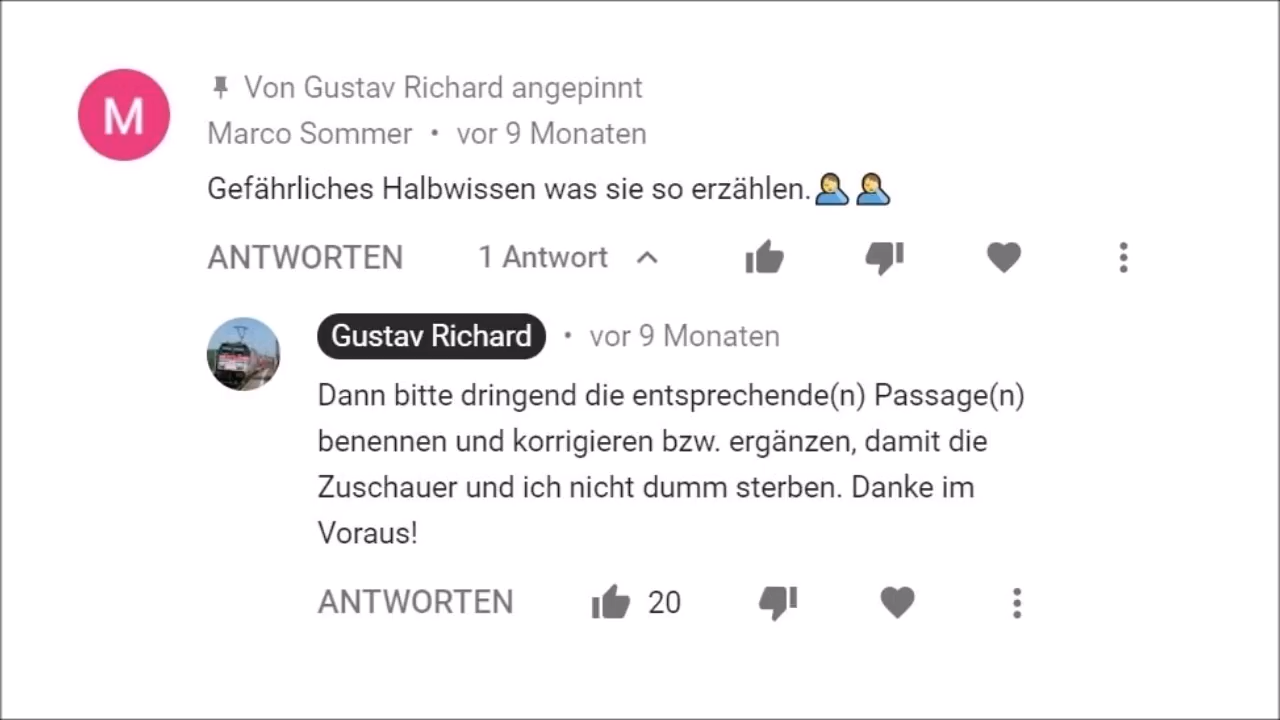 M
Von Gustav Richard angepinnt
Marco Sommer • vor 9 Monaten
Gefährliches Halbwissen was sie so erzählen.🤦‍♂️🤦‍♂️
ANTWORTEN 1 Antwort
Gustav Richard • vor 9 Monaten
Dann bitte dringend die entsprechende(n) Passage(n)
benennen und korrigieren bzw. ergänzen, damit die
Zuschauer und ich nicht dumm sterben. Danke im
Voraus!
ANTWORTEN 20